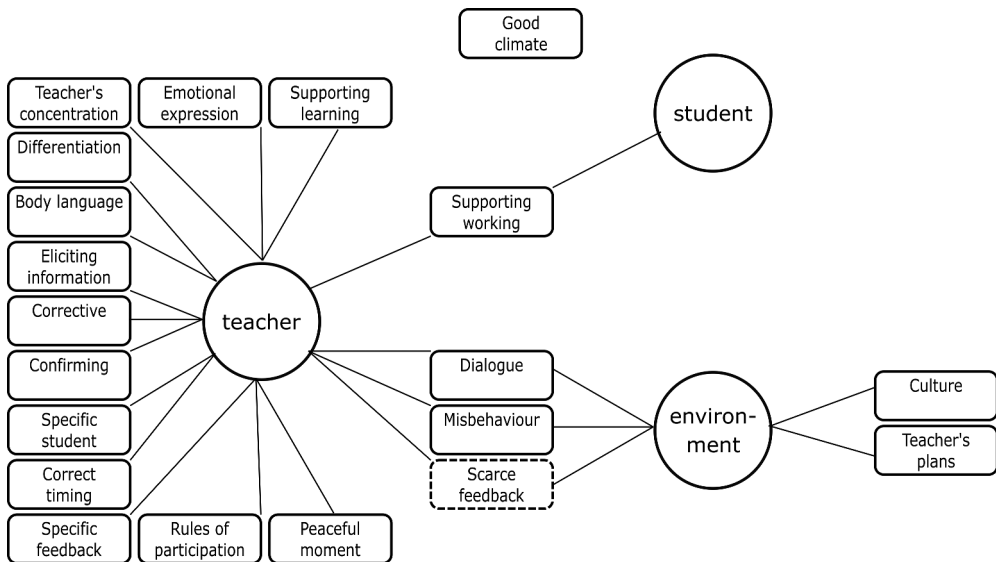 Good
climate
Teacher's
concentration
Emotional
expression
Supporting
learning
student
Differentiation
Body language
Supporting
working
Eliciting
information
Corrective
teacher
Confirming
Dialogue
Culture
Specific
student
Misbehaviour
environ-
ment
Teacher's
plans
Correct
timing
Scarce
feedback
Specific
feedback
Rules of
participation
Peaceful
moment